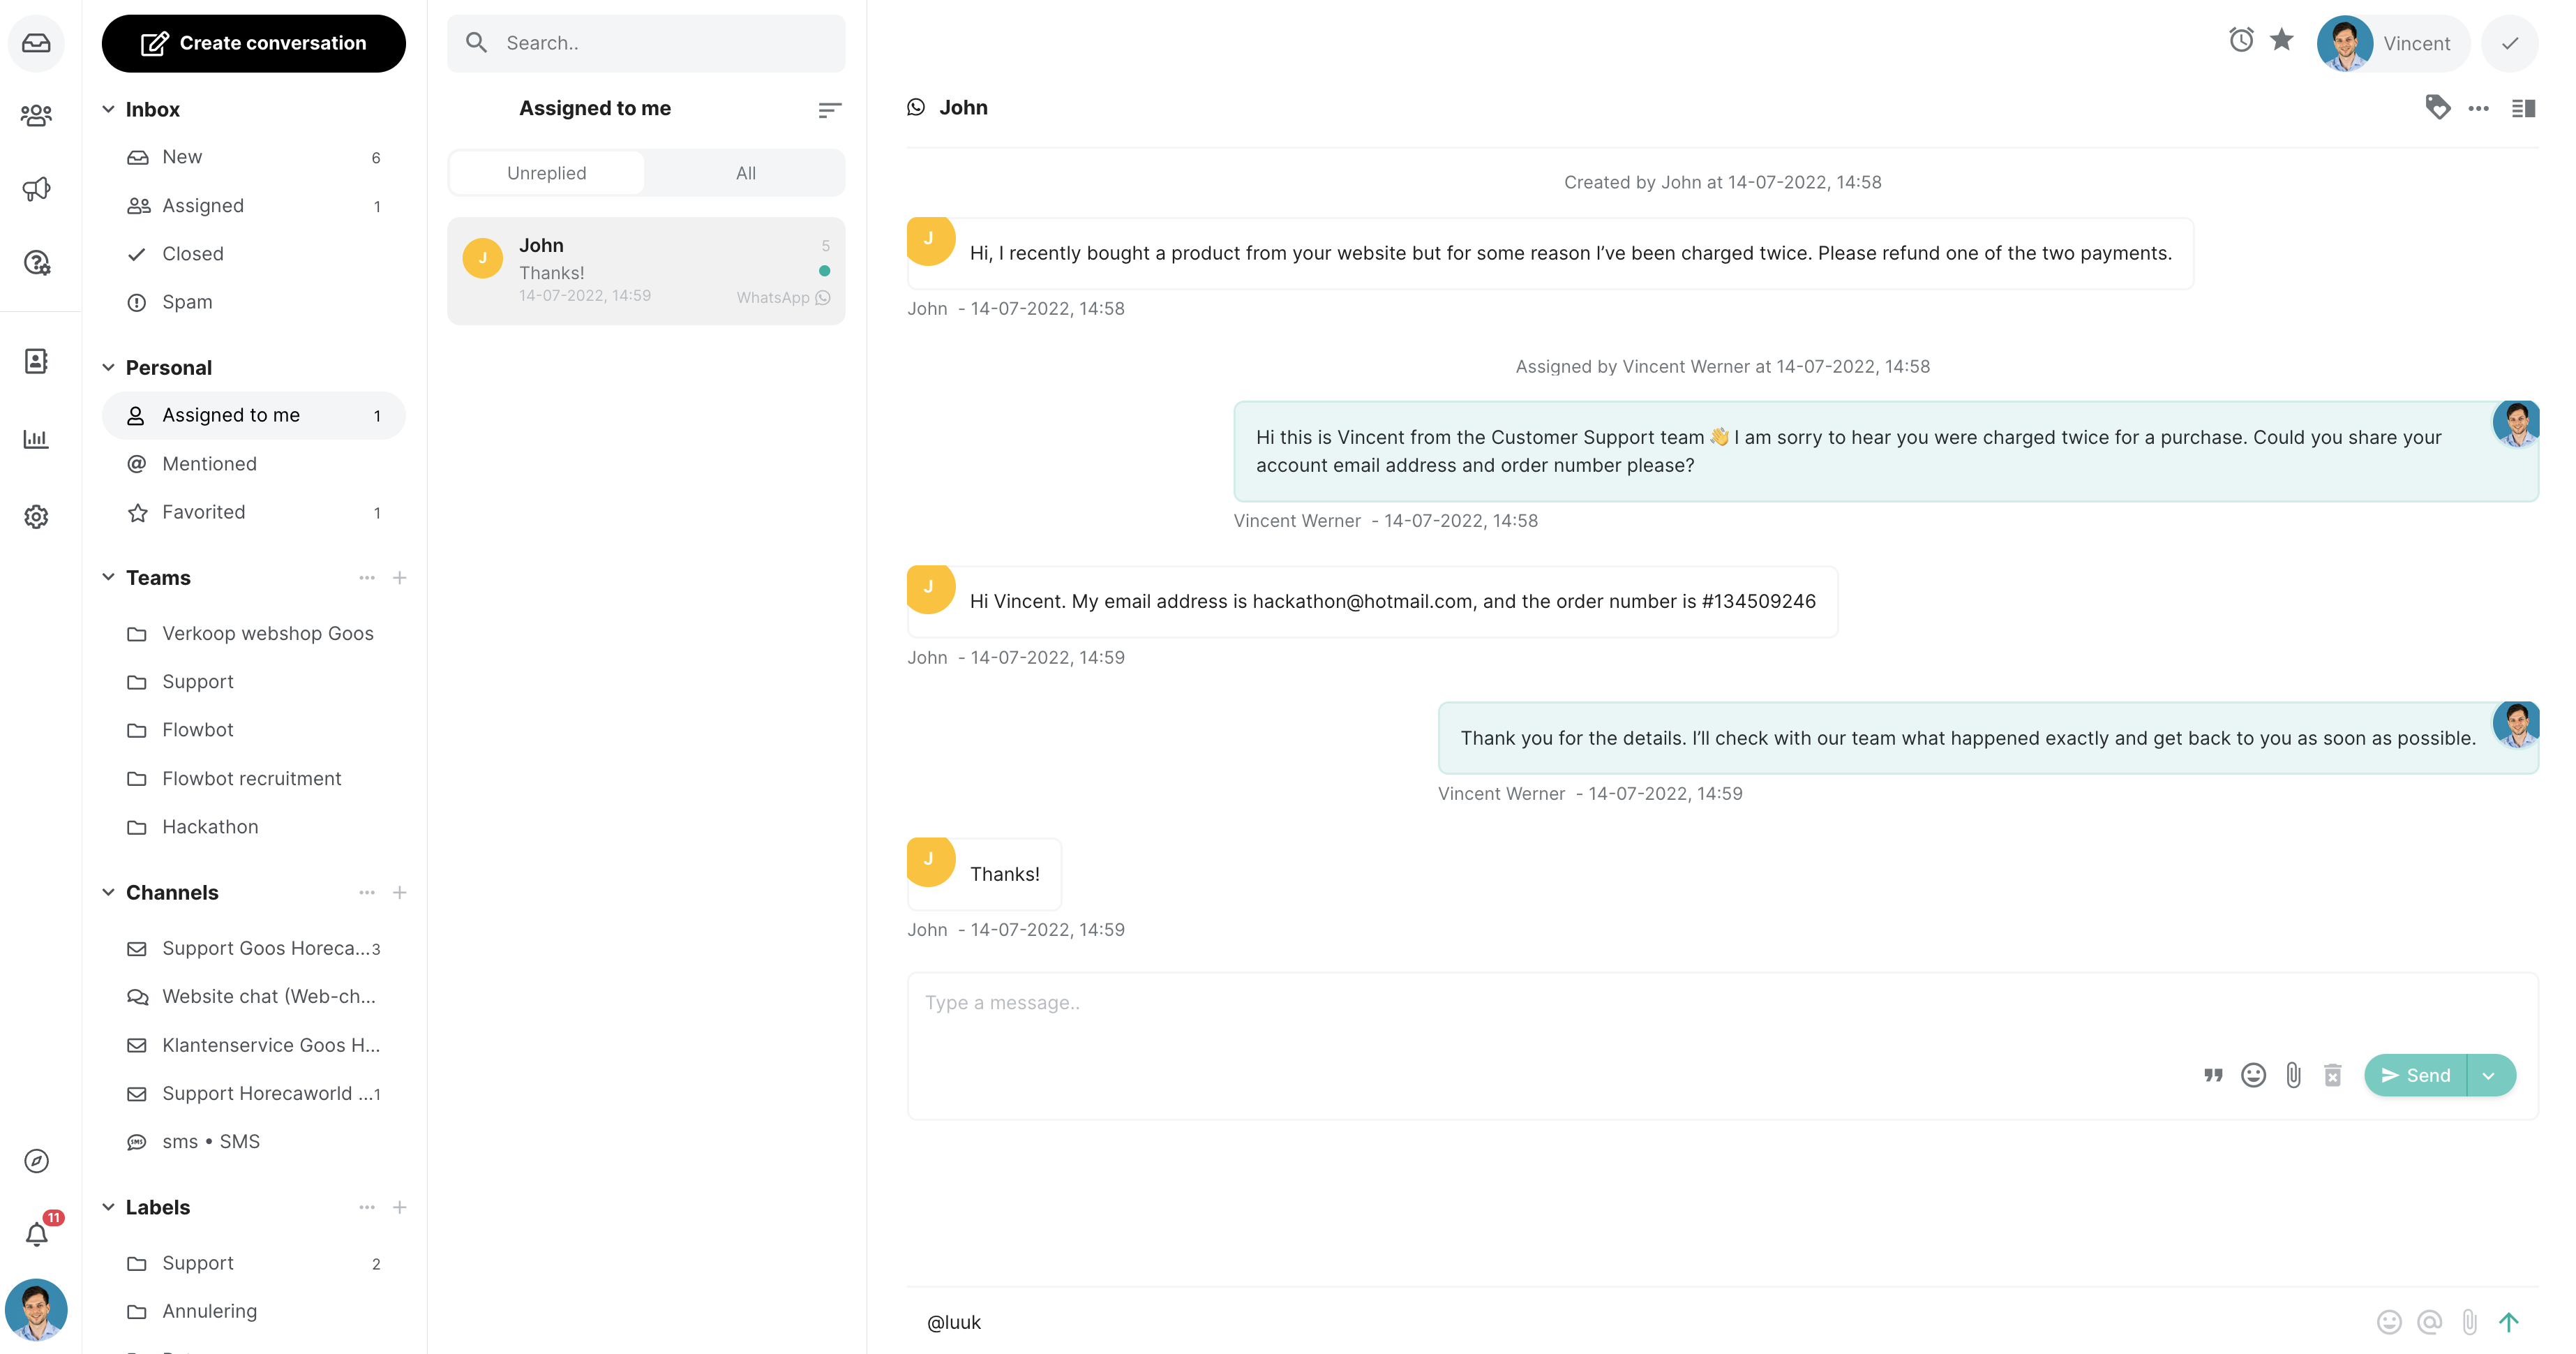 Create conversation
Inbox
New 6
Assigned 1
Closed
Spam
Personal
Assigned to me 1
Mentioned
Favorited 1
Teams
Verkoop webshop Goos
Support
Flowbot
Flowbot recruitment
Hackathon
Channels
Support Goos Horeca...3
Website chat (Web-ch...
Klantenservice Goos H...
Support Horecaworld ...1
sms • SMS
Labels
Support 2
Annulering
11
Search..
Assigned to me
Unreplied All
J
John 5
Thanks!
14-07-2022, 14:59 WhatsApp
Vincent
John
Created by John at 14-07-2022, 14:58
J
Hi, I recently bought a product from your website but for some reason I’ve been charged twice. Please refund one of the two payments.
John - 14-07-2022, 14:58
Assigned by Vincent Werner at 14-07-2022, 14:58
Hi this is Vincent from the Customer Support team 👋 I am sorry to hear you were charged twice for a purchase. Could you share your
account email address and order number please?
Vincent Werner - 14-07-2022, 14:58
J
Hi Vincent. My email address is hackathon@hotmail.com, and the order number is #134509246
John - 14-07-2022, 14:59
Thank you for the details. I’ll check with our team what happened exactly and get back to you as soon as possible.
Vincent Werner - 14-07-2022, 14:59
J
Thanks!
John - 14-07-2022, 14:59
Type a message..
Send
@luuk